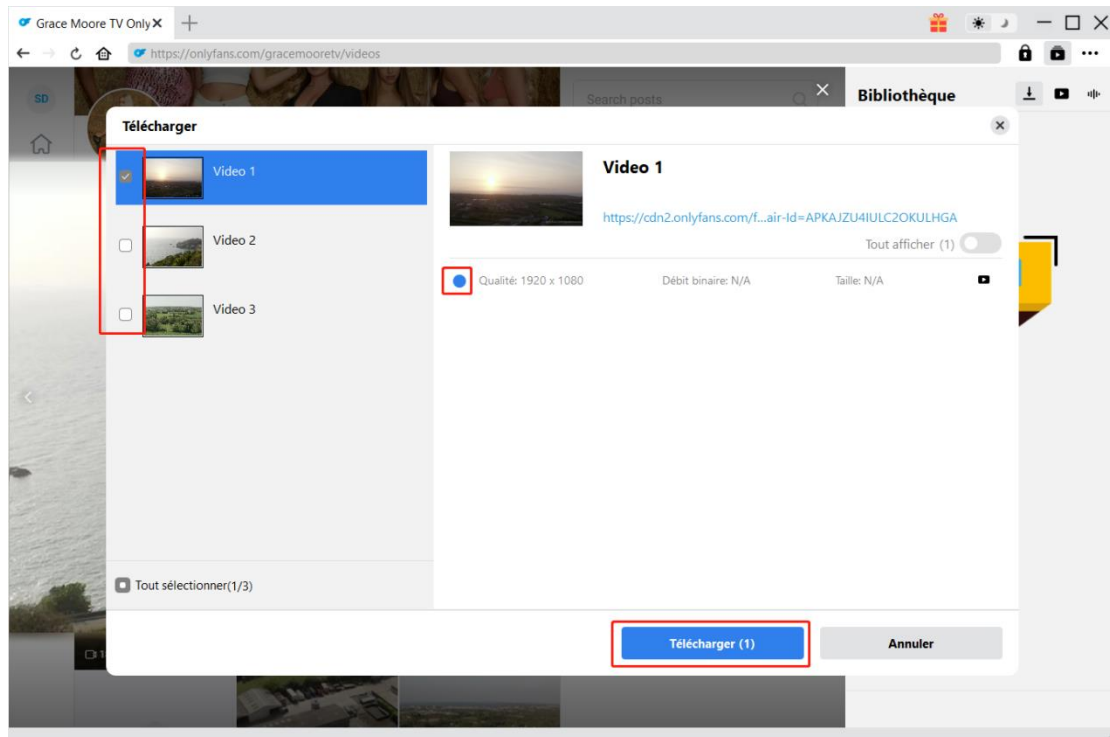 Grace Moore TV Only
https://onlyfans.com/gracemooretv/videos
SD
Search posts
Bibliothèque
Télécharger
Video 1
Video 2
Video 3
Tout sélectionner(1/3)
Video 1
https://cdn2.onlyfans.com/f...air-Id=APKAJZU4IULC2OKULHGA
Tout afficher (1)
Qualité: 1920 x 1080 Débit binaire: N/A Taille: N/A
Télécharger (1) Annuler